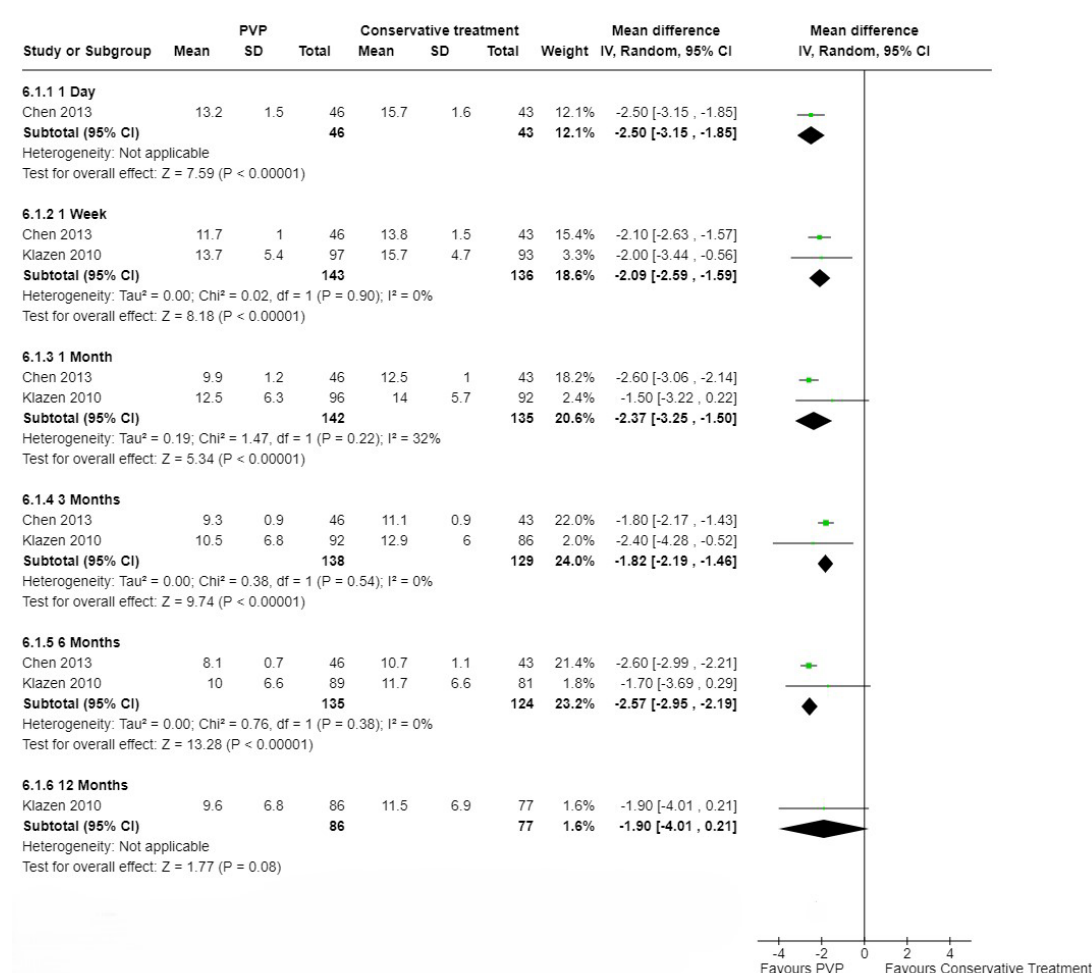 PVP Conservative treatment Mean difference Mean difference
Study or Subgroup Mean SD Total Mean SD Total Weight IV, Random, 95% CI IV, Random, 95% CI
6.1.1 1 Day
Chen 2013 13.2 1.5 46 15.7 1.6 43 12.1% -2.50 [-3.15 , -1.85]
Subtotal (95% CI) 46 43 12.1% -2.50 [-3.15 , -1.85]
Heterogeneity: Not applicable
Test for overall effect: Z = 7.59 (P < 0.00001)
6.1.2 1 Week
Chen 2013 11.7 1 46 13.8 1.5 43 15.4% -2.10 [-2.63 , -1.57]
Klazen 2010 13.7 5.4 97 15.7 4.7 93 3.3% -2.00 [-3.44 , -0.56]
Subtotal (95% CI) 143 136 18.6% -2.09 [-2.59 , -1.59]
Heterogeneity: Tau² = 0.00; Chi² = 0.02, df = 1 (P = 0.90); I² = 0%
Test for overall effect: Z = 8.18 (P < 0.00001)
6.1.3 1 Month
Chen 2013 9.9 1.2 46 12.5 1 43 18.2% -2.60 [-3.06 , -2.14]
Klazen 2010 12.5 6.3 96 14 5.7 92 2.4% -1.50 [-3.22 , 0.22]
Subtotal (95% CI) 142 135 20.6% -2.37 [-3.25 , -1.50]
Heterogeneity: Tau² = 0.19; Chi² = 1.47, df = 1 (P = 0.22); I² = 32%
Test for overall effect: Z = 5.34 (P < 0.00001)
6.1.4 3 Months
Chen 2013 9.3 0.9 46 11.1 0.9 43 22.0% -1.80 [-2.17 , -1.43]
Klazen 2010 10.5 6.8 92 12.9 6 86 2.0% -2.40 [-4.28 , -0.52]
Subtotal (95% CI) 138 129 24.0% -1.82 [-2.19 , -1.46]
Heterogeneity: Tau² = 0.00; Chi² = 0.38, df = 1 (P = 0.54); I² = 0%
Test for overall effect: Z = 9.74 (P < 0.00001)
6.1.5 6 Months
Chen 2013 8.1 0.7 46 10.7 1.1 43 21.4% -2.60 [-2.99 , -2.21]
Klazen 2010 10 6.6 89 11.7 6.6 81 1.8% -1.70 [-3.69 , 0.29]
Subtotal (95% CI) 135 124 23.2% -2.57 [-2.95 , -2.19]
Heterogeneity: Tau² = 0.00; Chi² = 0.76, df = 1 (P = 0.38); I² = 0%
Test for overall effect: Z = 13.28 (P < 0.00001)
6.1.6 12 Months
Klazen 2010 9.6 6.8 86 11.5 6.9 77 1.6% -1.90 [-4.01 , 0.21]
Subtotal (95% CI) 86 77 1.6% -1.90 [-4.01 , 0.21]
Heterogeneity: Not applicable
Test for overall effect: Z = 1.77 (P = 0.08)
-4 -2 0 2 4
Favours PVP Favours Conservative Treatment